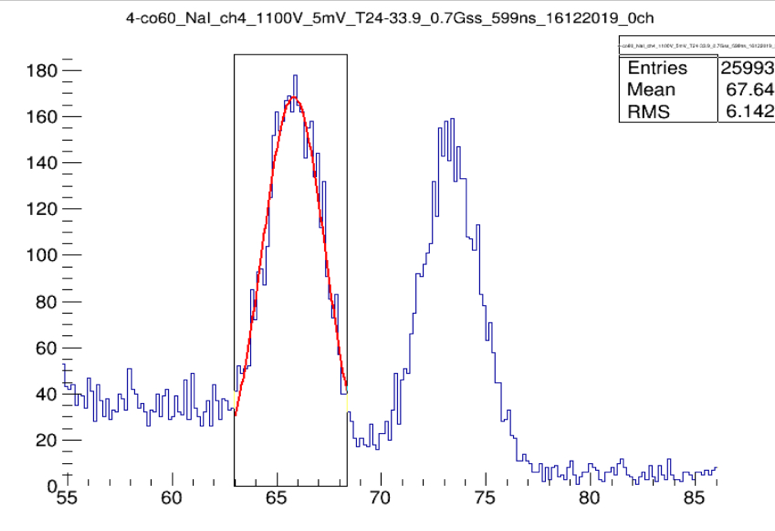 4-co60_NaI_ch4_1100V_5mV_T24-33.9_0.7Gss_599ns_16122019_0ch
Entries 25993
Mean 67.64
RMS 6.142
180
160
140
120
100
80
60
40
20
0
55 60 65 70 75 80 85